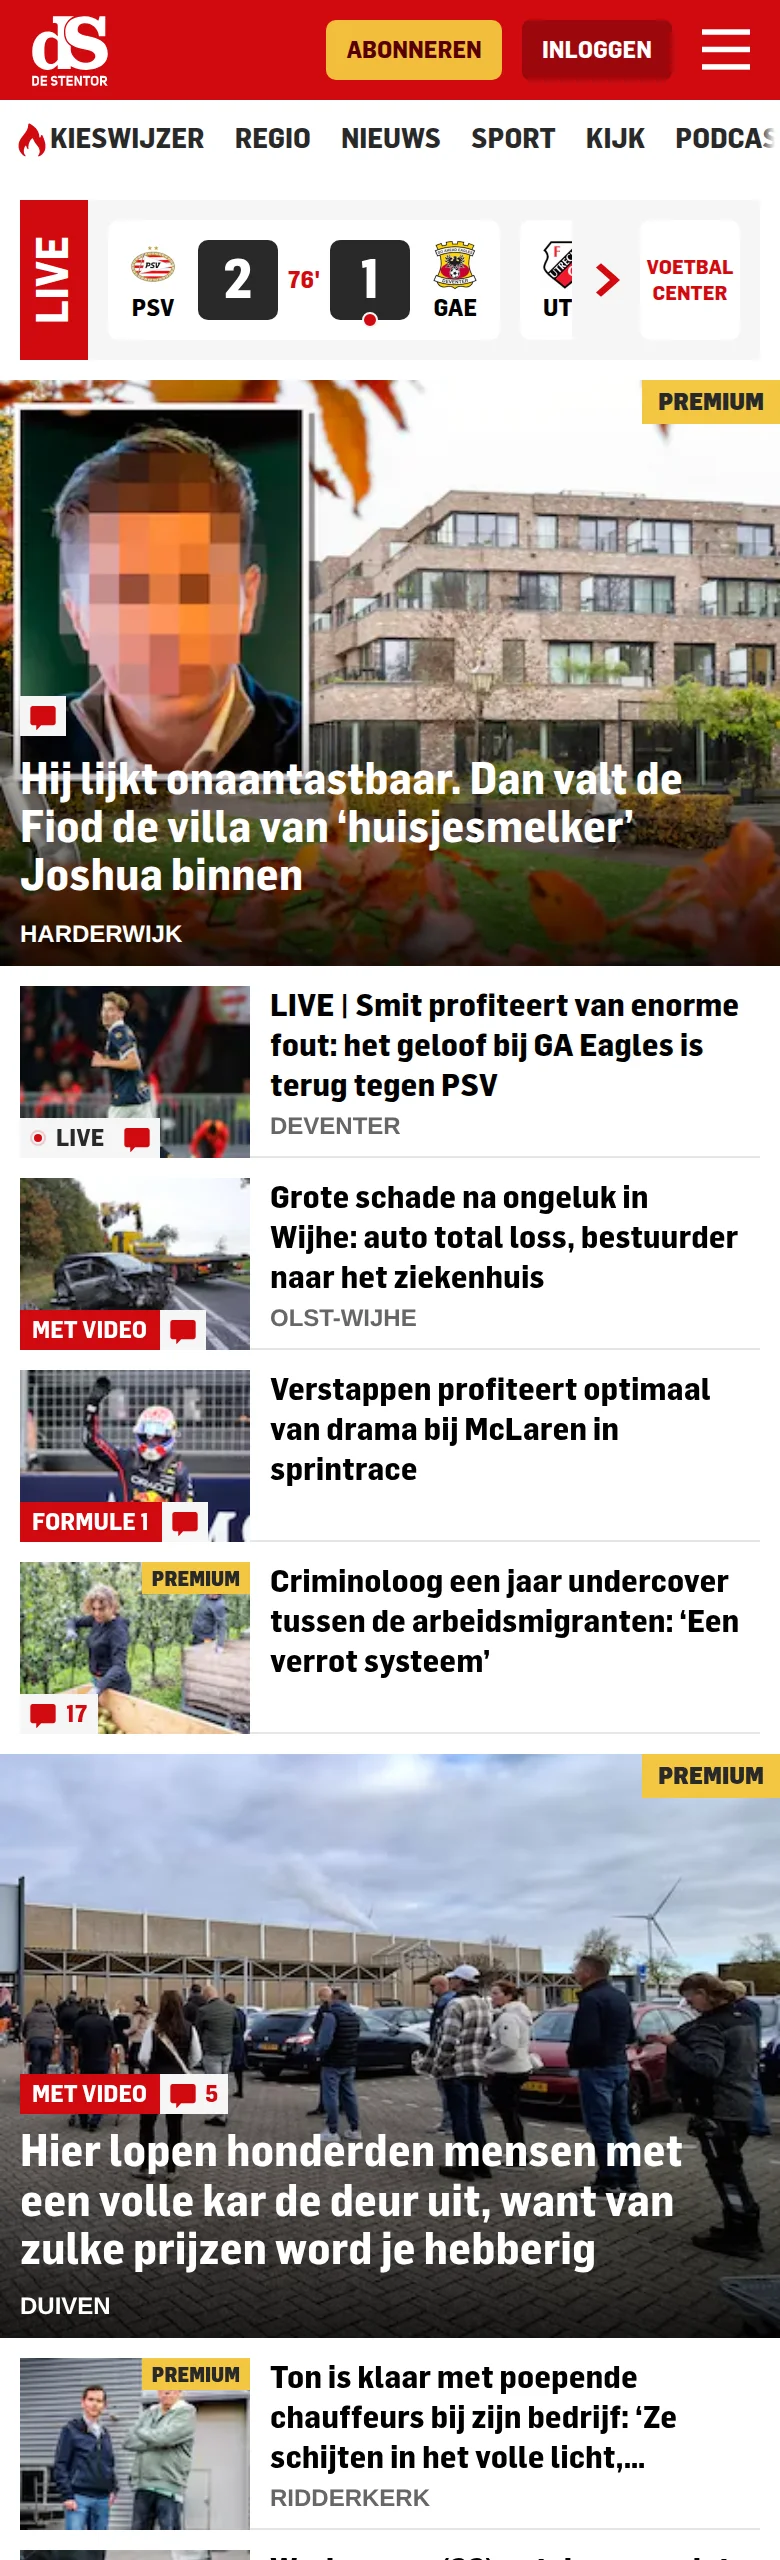 dS
DE STENTOR
ABONNEREN
INLOGGEN
KIESWIJZER REGIO NIEUWS SPORT KIJK PODCAS
LIVE
PSV
2
76'
1
GAE
UT
VOETBAL
CENTER
PREMIUM
Hij lijkt onaantastbaar. Dan valt de
Fiod de villa van ‘huisjesmelker’
Joshua binnen
HARDERWIJK
LIVE
LIVE | Smit profiteert van enorme
fout: het geloof bij GA Eagles is
terug tegen PSV
DEVENTER
MET VIDEO
Grote schade na ongeluk in
Wijhe: auto total loss, bestuurder
naar het ziekenhuis
OLST-WIJHE
FORMULE 1
Verstappen profiteert optimaal
van drama bij McLaren in
sprintrace
PREMIUM
17
Criminoloog een jaar undercover
tussen de arbeidsmigranten: ‘Een
verrot systeem’
PREMIUM
MET VIDEO
5
Hier lopen honderden mensen met
een volle kar de deur uit, want van
zulke prijzen word je hebberig
DUIVEN
PREMIUM
Ton is klaar met poepende
chauffeurs bij zijn bedrijf: ‘Ze
schijten in het volle licht,...
RIDDERKERK